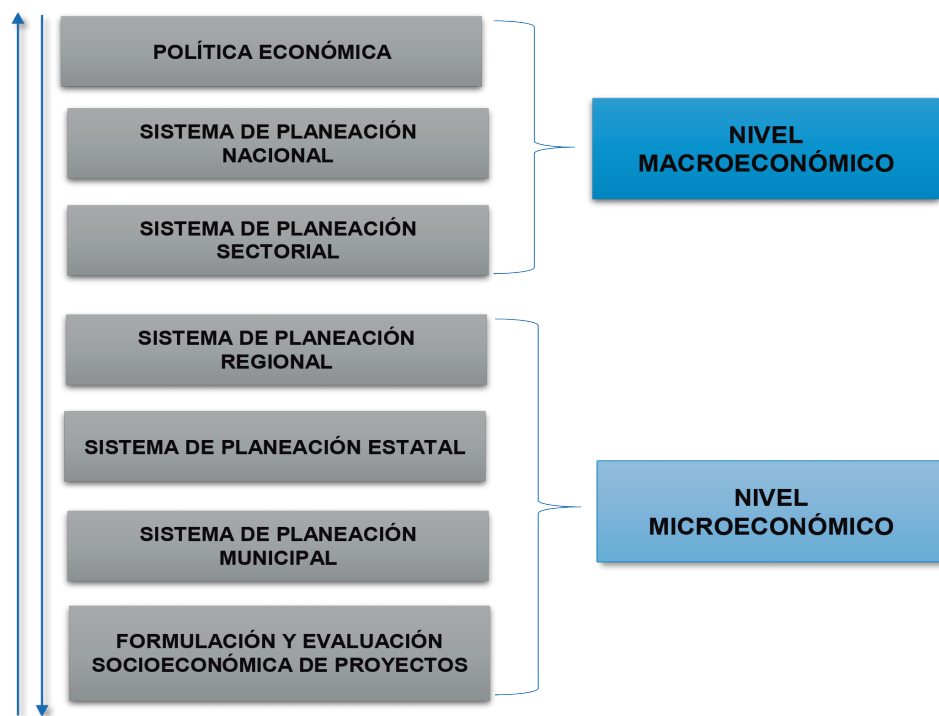 POLÍTICA ECONÓMICA
SISTEMA DE PLANEACIÓN
NACIONAL
SISTEMA DE PLANEACIÓN
SECTORIAL
NIVEL
MACROECONÓMICO
SISTEMA DE PLANEACIÓN
REGIONAL
SISTEMA DE PLANEACIÓN ESTATAL
SISTEMA DE PLANEACIÓN
MUNICIPAL
FORMULACIÓN Y EVALUACIÓN
SOCIOECONÓMICA DE PROYECTOS
NIVEL
MICROECONÓMICO